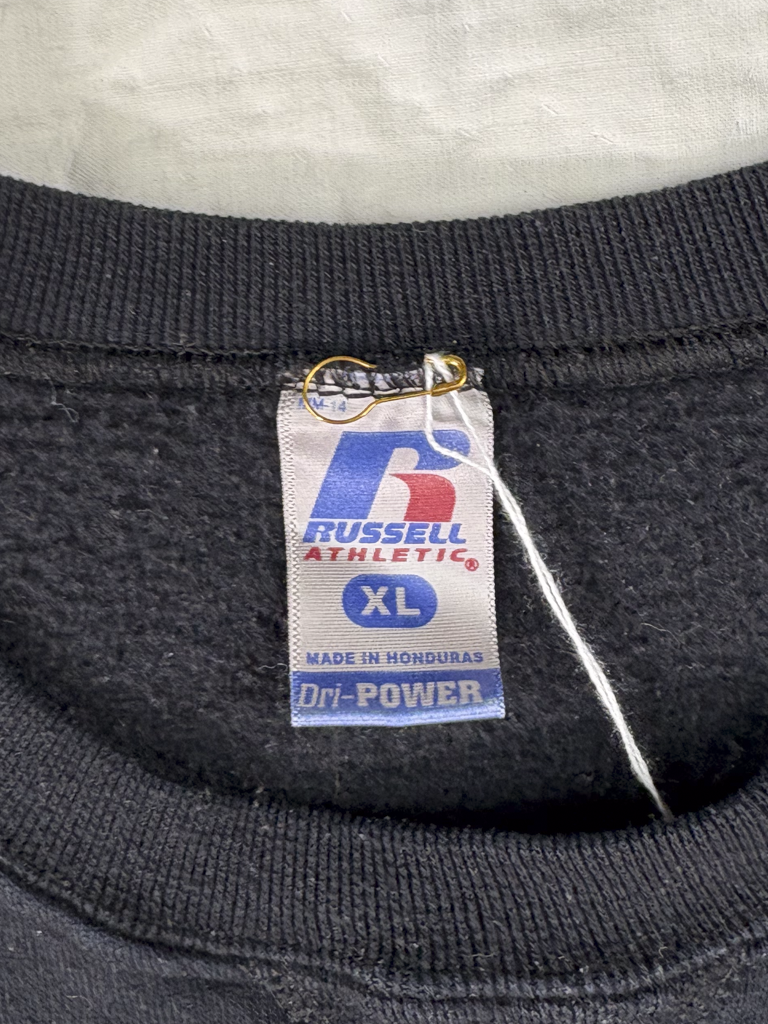 RUSSELL
ATHLETIC®
XL
MADE IN HONDURAS
Dri-POWER